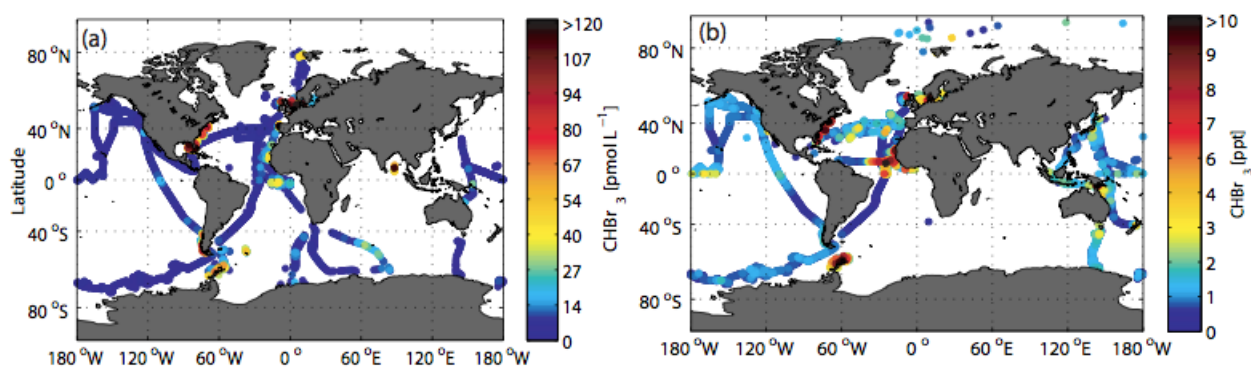 (a)
Latitude
80 °N
40 °N
0 °
40 °S
80 °S
180 °W
120 °W
60 °W
0 °
60 °E
120 °E
180 °W
>120
108
94
80
67
54
40
27
14
0
CHBr3 [pmol L−1]
(b)
80 °N
40 °N
0 °
40 °S
80 °S
180 °W
120 °W
60 °W
0 °
60 °E
120 °E
180 °W
>10
9
8
7
6
5
4
3
2
1
0
CHBr3 [ppt]